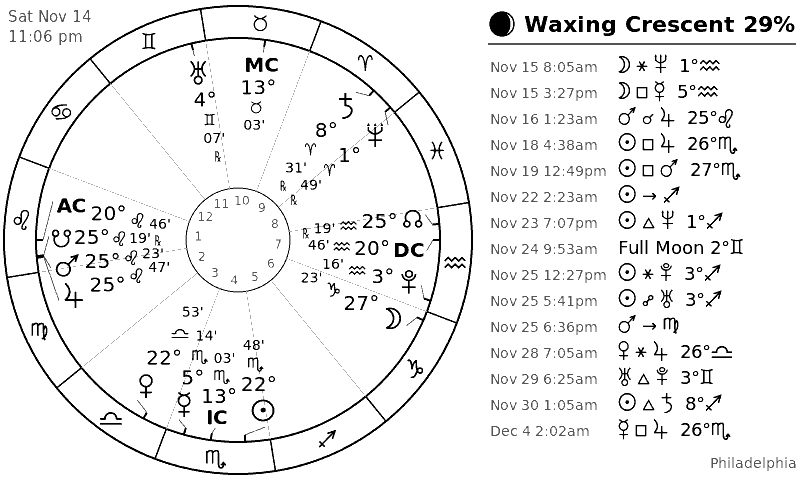 Sat Nov 14
11:06 pm
Waxing Crescent 29%
Nov 15 8:05am ☽ ⚹ ♆ 1°♒
Nov 15 3:27pm ☽ □ ☿ 5°♒
Nov 16 1:23am ♂ ☌ ♃ 25°♌
Nov 18 4:38am ☉ □ ♃ 26°♏
Nov 19 12:49pm ☉ □ ♂ 27°♏
Nov 22 2:23am ☉ → ♐
Nov 23 7:07pm ☉ △ ♆ 1°♐
Nov 24 9:53am Full Moon 2°♊
Nov 25 12:27pm ☉ ⚹ ⯓ 3°♐
Nov 25 5:41pm ☉ ☍ ♅ 3°♐
Nov 25 6:36pm ♂ → ♍
Nov 28 7:05am ♀ ⚹ ♃ 26°♎
Nov 29 6:25am ♅ △ ⯓ 3°♊
Nov 30 1:05am ☉ △ ♄ 8°♐
Dec 4 2:02am ☿ □ ♃ 26°♏
Philadelphia
♊
♉
♈
♓
♒
♑
♐
♏
♎
♍
♌
♋
♅ 4° ♊ 07' ℞
MC 13° ♉ 03'
♄ 8° ♈ 31' ℞
♆ 1° ♈ 49' ℞
☊ 25° ♒ 19' ℞
DC 20° ♒ 46'
⯓ 3° ♒ 16'
☽ 27° ♑ 23'
AC 20° ♌ 46'
☋ 25° ♌ 19' ℞
♂ 25° ♌ 23'
♃ 25° ♌ 47'
♀ 22° ♎ 53'
☿ 5° ♏ 14'
IC 13° ♏ 03'
☉ 22° ♏ 48'
1
2
3
4
5
6
7
8
9
10
11
12